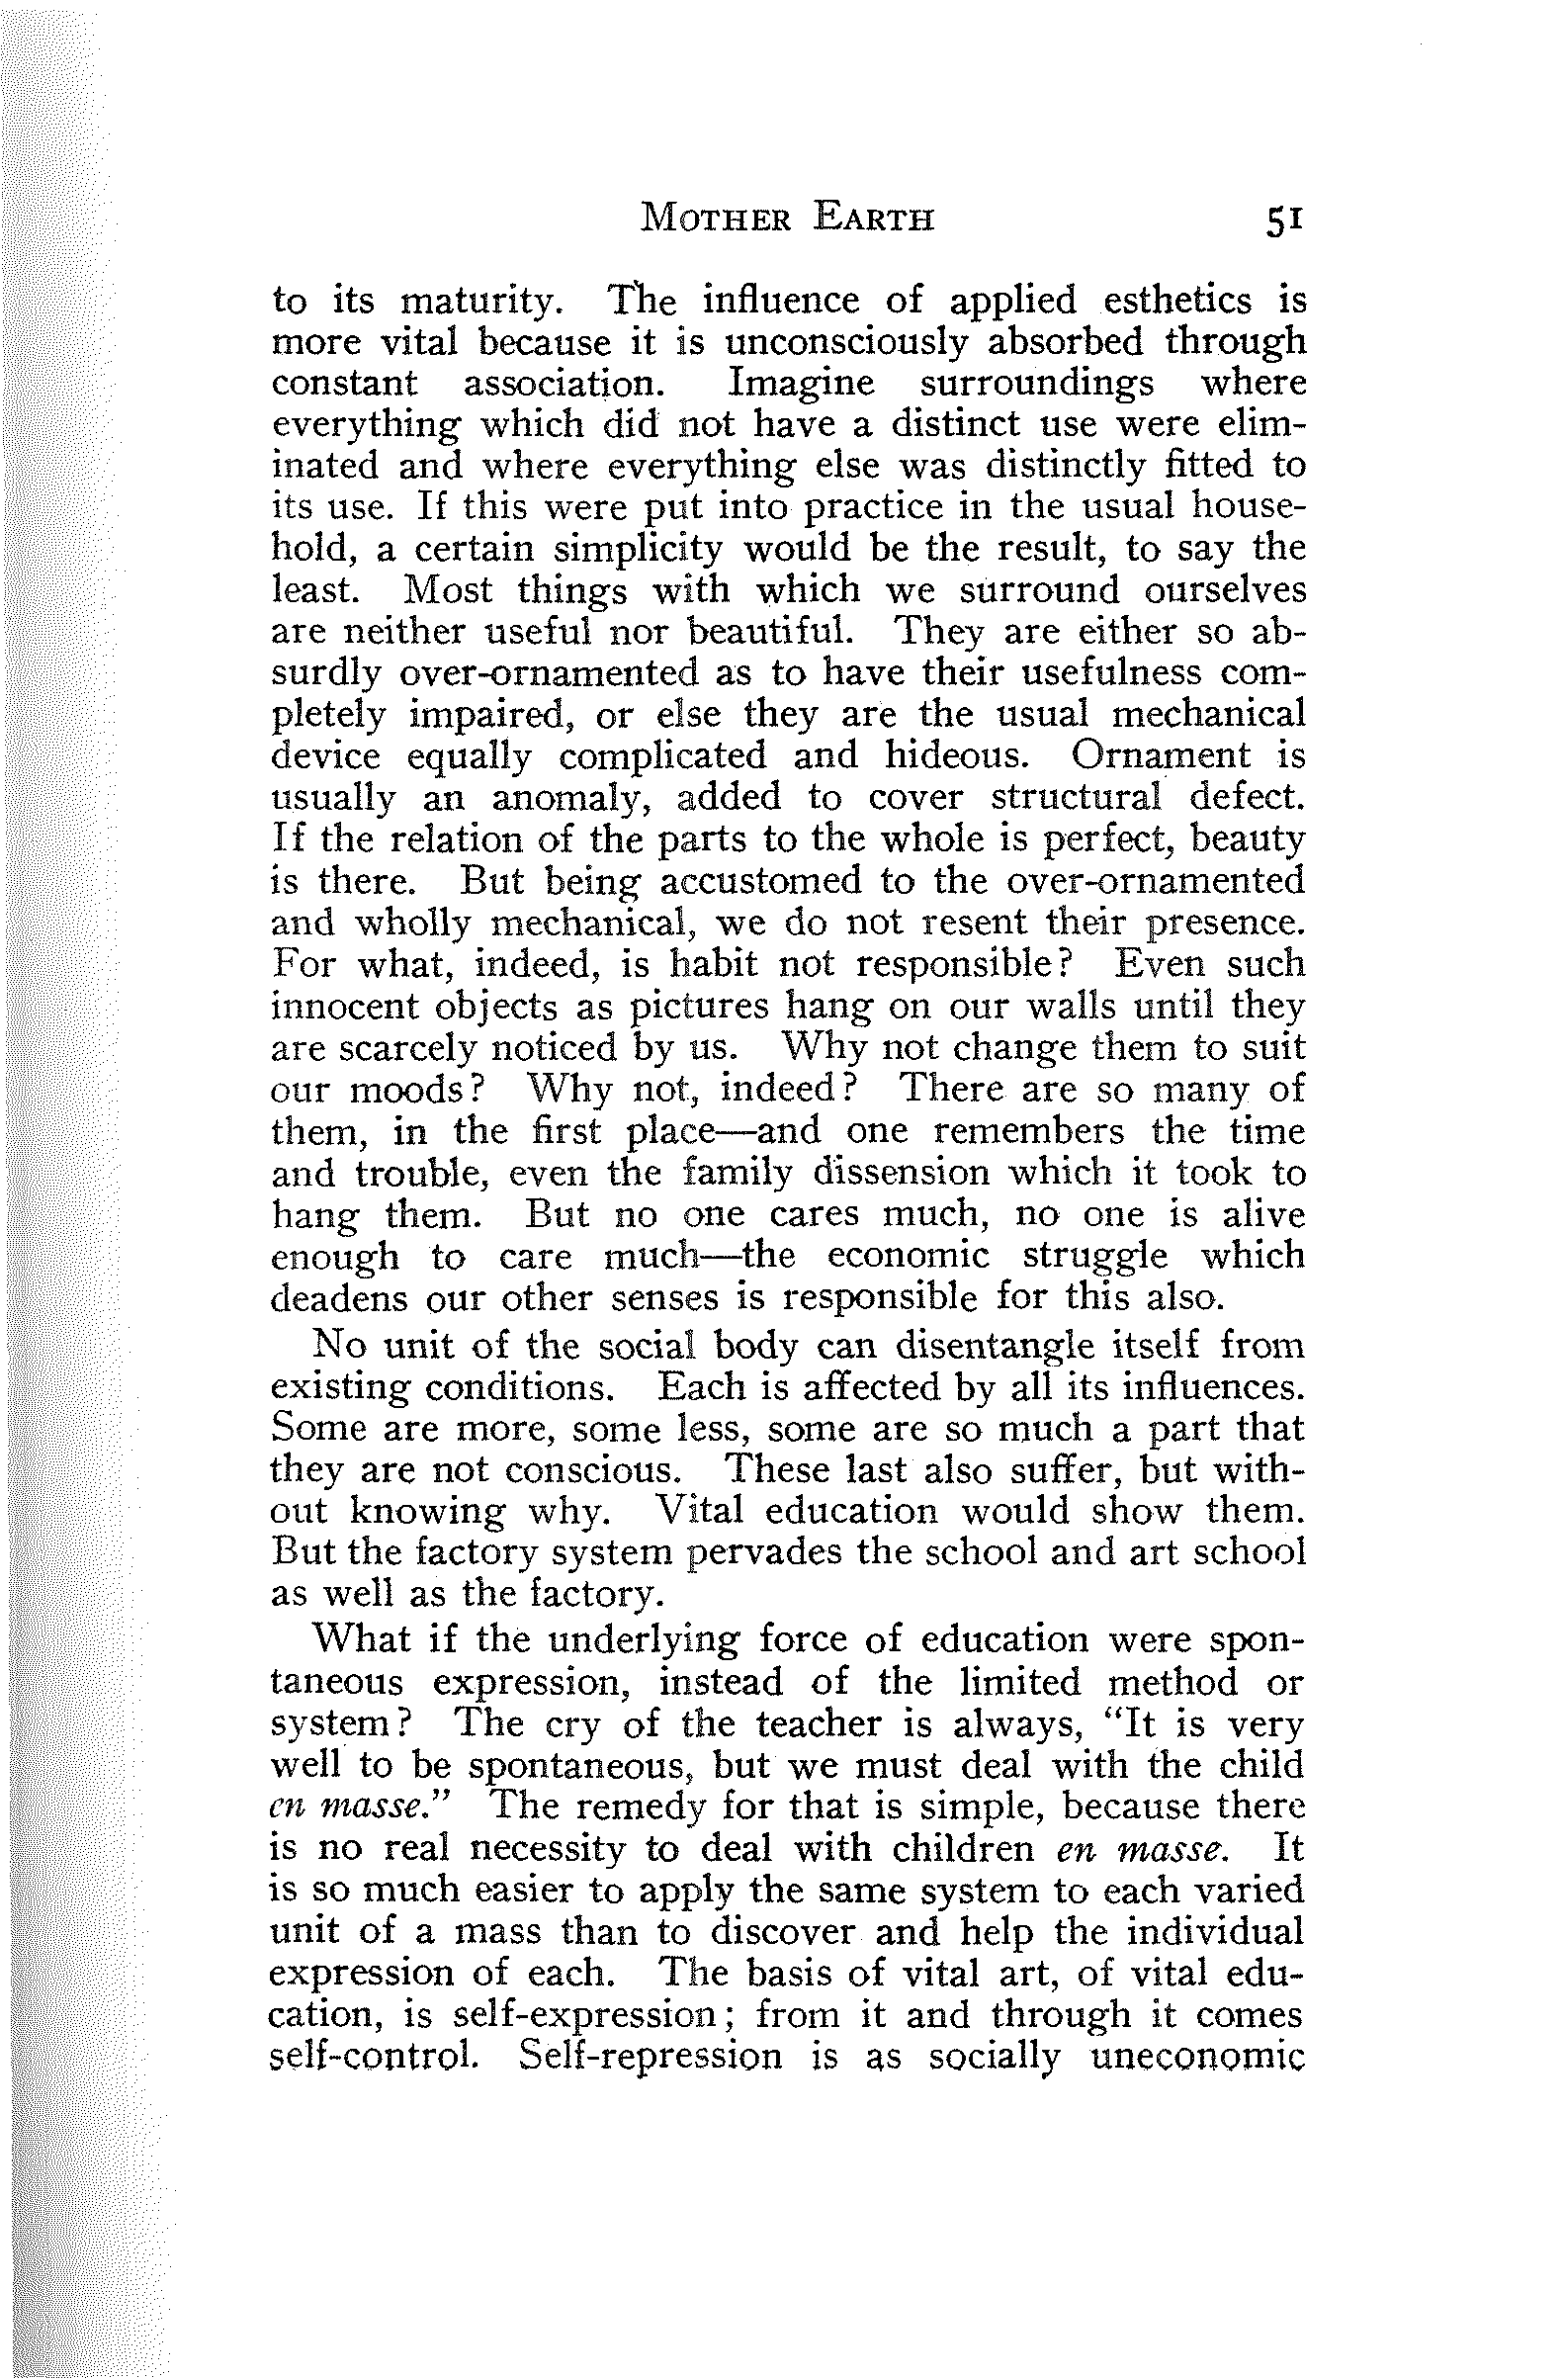 MOTHER EARTH 51
to its maturity. The influence of applied esthetics is
more vital because it is unconsciously absorbed through
constant association. Imagine surroundings where
everything which did not have a distinct use were elim-
inated and where everything else was distinctly fitted to
its use. If this were put into practice in the usual house-
hold, a certain simplicity would be the result, to say the
least. Most things with which we surround ourselves
are neither useful nor beautiful. They are either so ab-
surdly over-ornamented as to have their usefulness com-
pletely impaired, or else they are the usual mechanical
device equally complicated and hideous. Ornament is
usually an anomaly, added to cover structural defect.
If the relation of the parts to the whole is perfect, beauty
is there. But being accustomed to the over-ornamented
and wholly mechanical, we do not resent their presence.
For what, indeed, is habit not responsible? Even such
innocent objects as pictures hang on our walls until they
are scarcely noticed by us. Why not change them to suit
our moods? Why not, indeed? There are so many of
them, in the first place—and one remembers the time
and trouble, even the family dissension which it took to
hang them. But no one cares much, no one is alive
enough to care much—the economic struggle which
deadens our other senses is responsible for this also.
No unit of the social body can disentangle itself from
existing conditions. Each is affected by all its influences.
Some are more, some less, some are so much a part that
they are not conscious. These last also suffer, but with-
out knowing why. Vital education would show them.
But the factory system pervades the school and art school
as well as the factory.
What if the underlying force of education were spon-
taneous expression, instead of the limited method or
system? The cry of the teacher is always, “It is very
well to be spontaneous, but we must deal with the child
en masse.” The remedy for that is simple, because there
is no real necessity to deal with children en masse. It
is so much easier to apply the same system to each varied
unit of a mass than to discover and help the individual
expression of each. The basis of vital art, of vital edu-
cation, is self-expression; from it and through it comes
self-control. Self-repression is as socially uneconomic